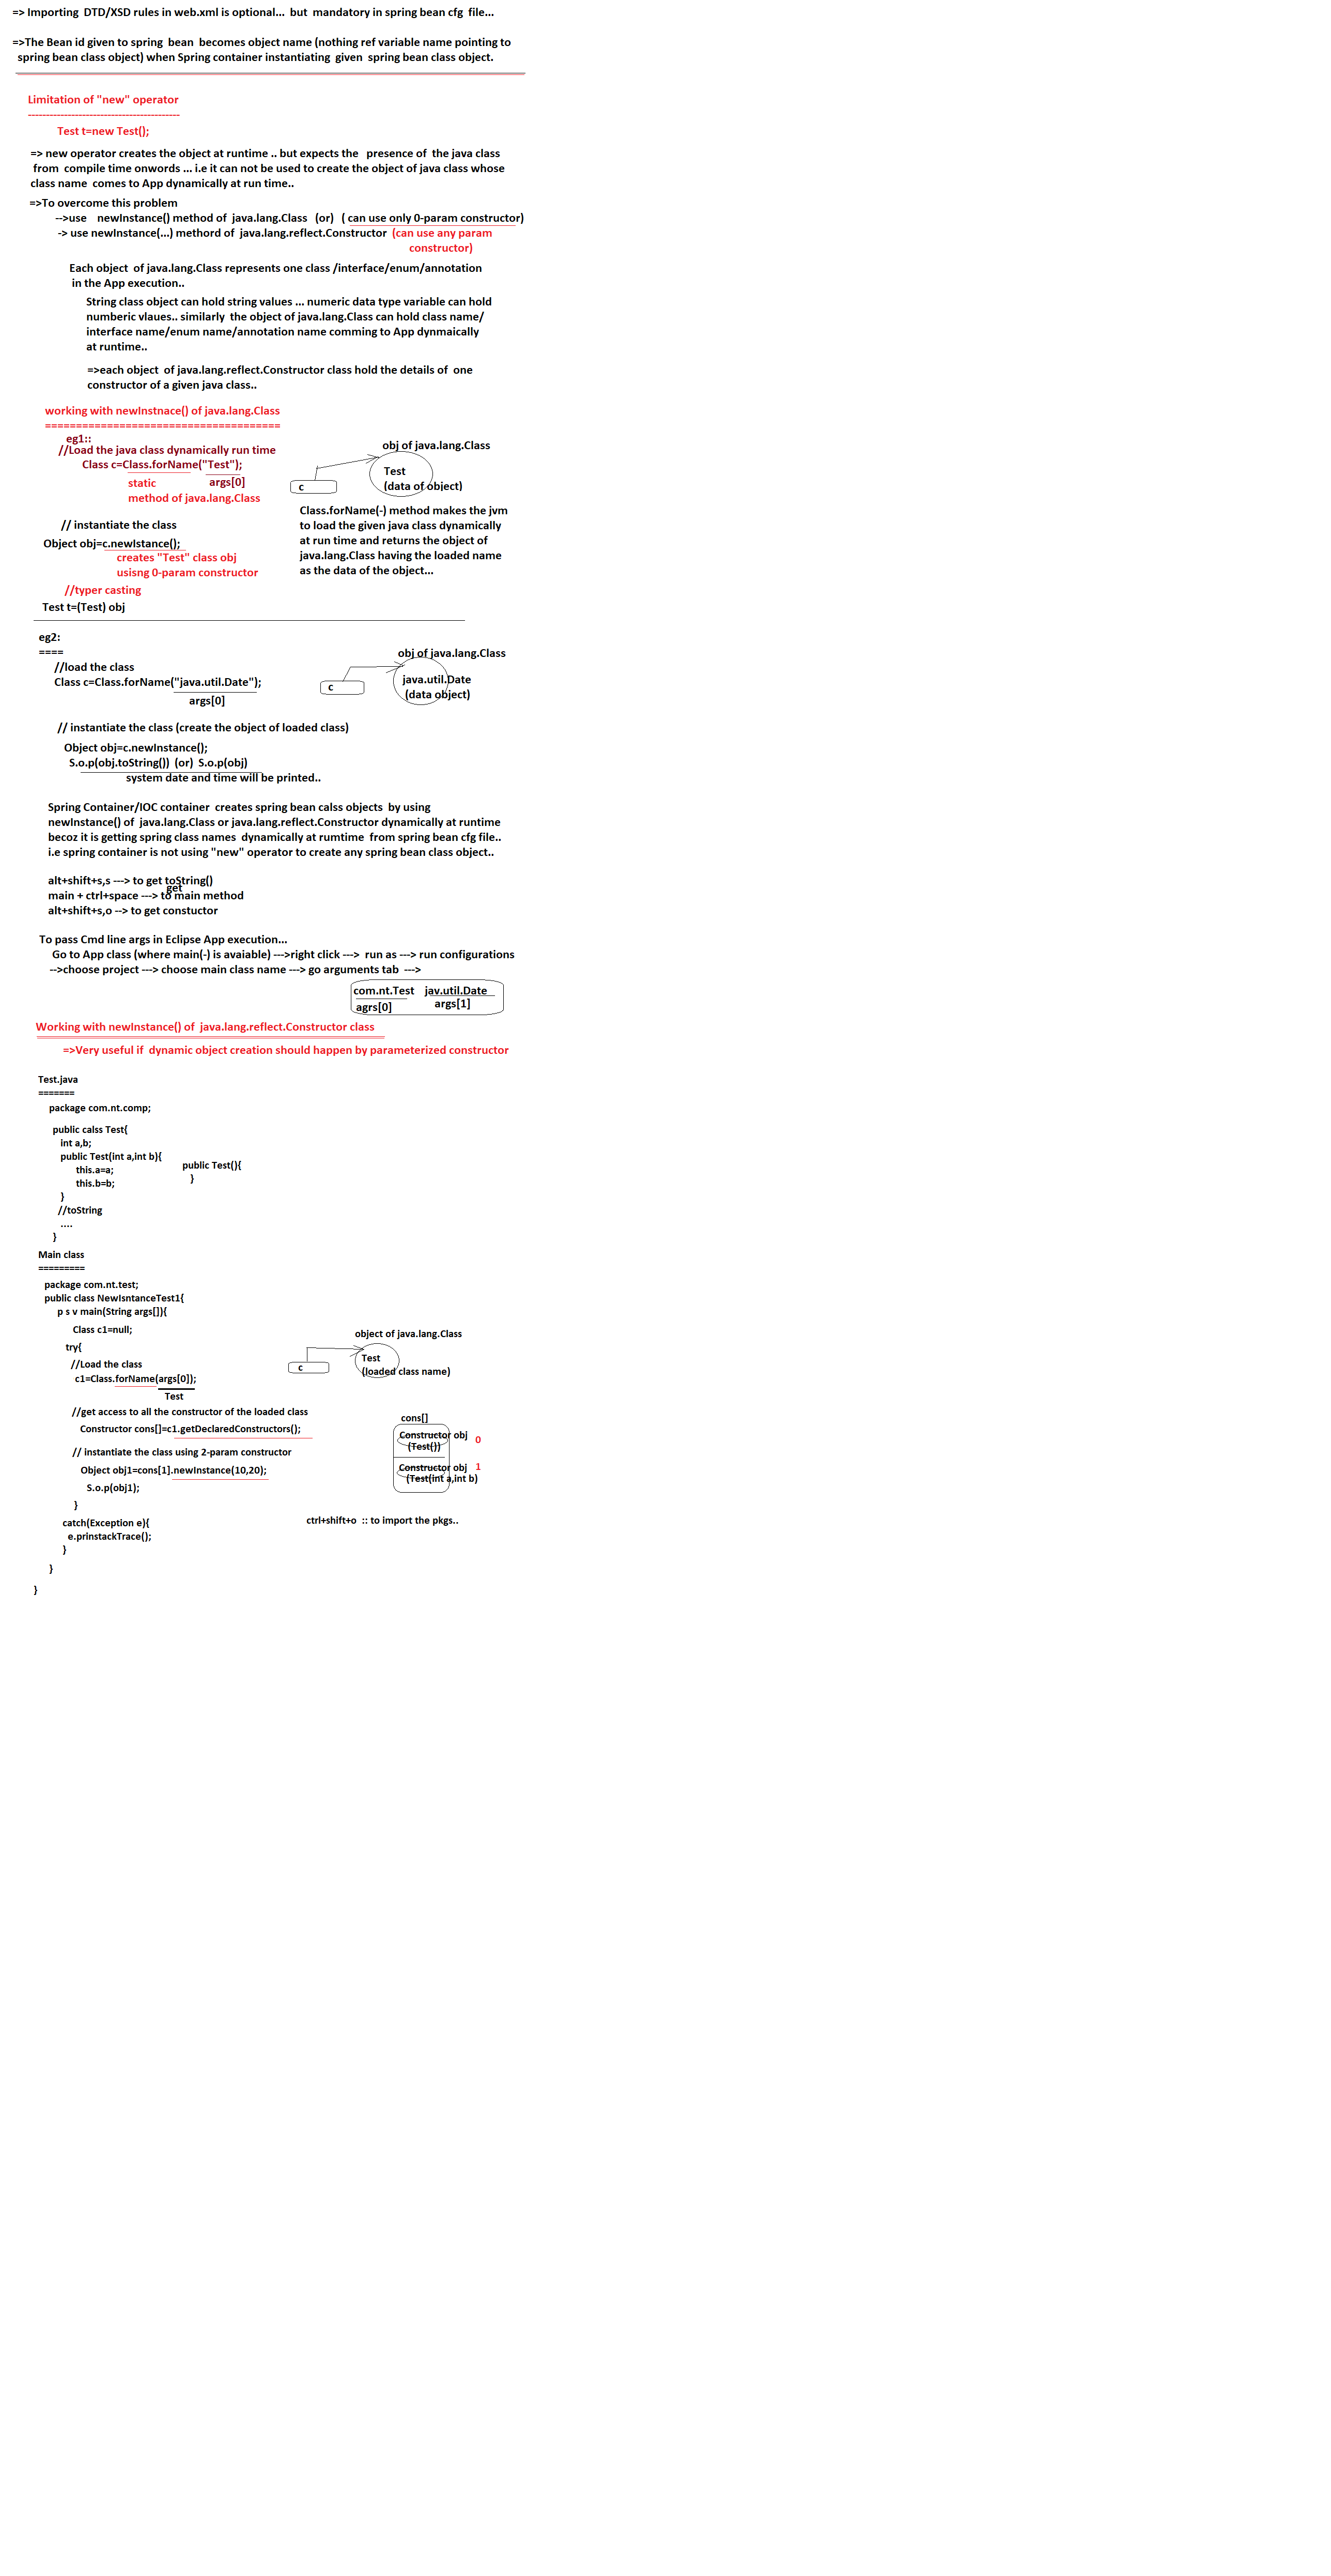 => Importing  DTD/XSD rules in web.xml is optional...  but  mandatory in spring bean cfg  file...
=>The Bean id given to spring  bean  becomes object name (nothing ref variable name pointing to
spring bean class object) when Spring container instantiating  given  spring bean class object.
Limitation of "new" operator
------------------------------------------
Test t=new Test();
=> new operator creates the object at runtime .. but expects the   presence of  the java class
from  compile time onwords ... i.e it can not be used to create the object of java class whose
class name  comes to App dynamically at run time..
=>To overcome this problem
-->use    newInstance() method of  java.lang.Class   (or)   ( can use only 0-param constructor)
-> use newInstance(...) methord of  java.lang.reflect.Constructor  (can use any param
constructor)
Each object  of java.lang.Class represents one class /interface/enum/annotation
in the App execution..
String class object can hold string values ... numeric data type variable can hold
numberic vlaues.. similarly  the object of java.lang.Class can hold class name/
interface name/enum name/annotation name comming to App dynmaically
at runtime..
=>each object  of java.lang.reflect.Constructor class hold the details of  one
constructor of a given java class..
working with newInstnace() of java.lang.Class
======================================
eg1::
//Load the java class dynamically run time
Class c=Class.forName("Test");
static
args[0]
method of java.lang.Class
obj of java.lang.Class
Test
(data of object)
c
Class.forName(-) method makes the jvm
to load the given java class dynamically
at run time and returns the object of
java.lang.Class having the loaded name
as the data of the object...
// instantiate the class
Object obj=c.newIstance();
creates "Test" class obj
usisng 0-param constructor
//typer casting
Test t=(Test) obj
eg2:
====
//load the class
Class c=Class.forName("java.util.Date");
args[0]
obj of java.lang.Class
c
java.util.Date
(data object)
// instantiate the class (create the object of loaded class)
Object obj=c.newInstance();
S.o.p(obj.toString())  (or)  S.o.p(obj)
system date and time will be printed..
Spring Container/IOC container  creates spring bean calss objects  by using
newInstance() of  java.lang.Class or java.lang.reflect.Constructor dynamically at runtime
becoz it is getting spring class names  dynamically at rumtime  from spring bean cfg file..
i.e spring container is not using "new" operator to create any spring bean class object..
alt+shift+s,s ---> to get toString()
get
main + ctrl+space ---> to main method
alt+shift+s,o --> to get constuctor
To pass Cmd line args in Eclipse App execution...
Go to App class (where main(-) is avaiable) --->right click --->  run as ---> run configurations
-->choose project ---> choose main class name ---> go arguments tab  --->
com.nt.Test   jav.util.Date
agrs[0]   args[1]
Working with newInstance() of  java.lang.reflect.Constructor class
=>Very useful if  dynamic object creation should happen by parameterized constructor
Test.java
=======
package com.nt.comp;
public calss Test{
int a,b;
public Test(int a,int b){
this.a=a;
this.b=b;
}
public Test(){
}
//toString
....
}
Main class
=========
package com.nt.test;
public class NewIsntanceTest1{
p s v main(String args[]){
Class c1=null;
try{
//Load the class
c1=Class.forName(args[0]);
Test
object of java.lang.Class
c
Test
(loaded class name)
//get access to all the constructor of the loaded class
Constructor cons[]=c1.getDeclaredConstructors();
// instantiate the class using 2-param constructor
Object obj1=cons[1].newInstance(10,20);
S.o.p(obj1);
}
cons[]
Constructor obj   0
(Test())
Constructor obj   1
(Test(int a,int b)
catch(Exception e){
e.prinstackTrace();
}
ctrl+shift+o  :: to import the pkgs..
}
}